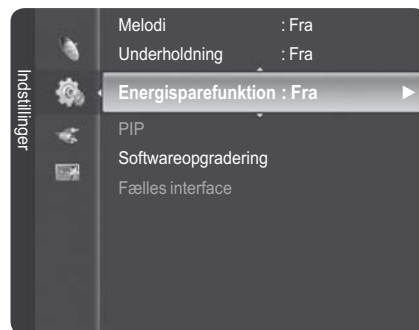 Indstillinger
Melodi : Fra
Underholdning : Fra
Energisparefunktion : Fra
PIP
Softwareopgradering
Fælles interface